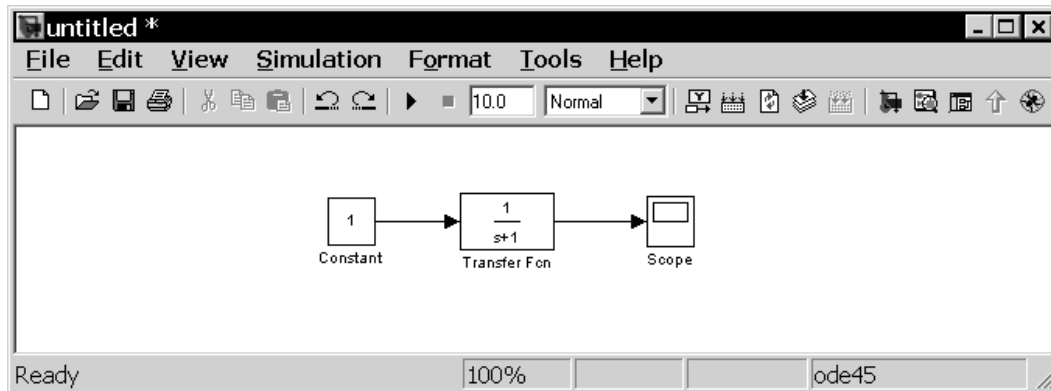 untitled *
File Edit View Simulation Format Tools Help
10.0 Normal
1
1
s+1
Constant
Transfer Fcn
Scope
Ready 100% ode45